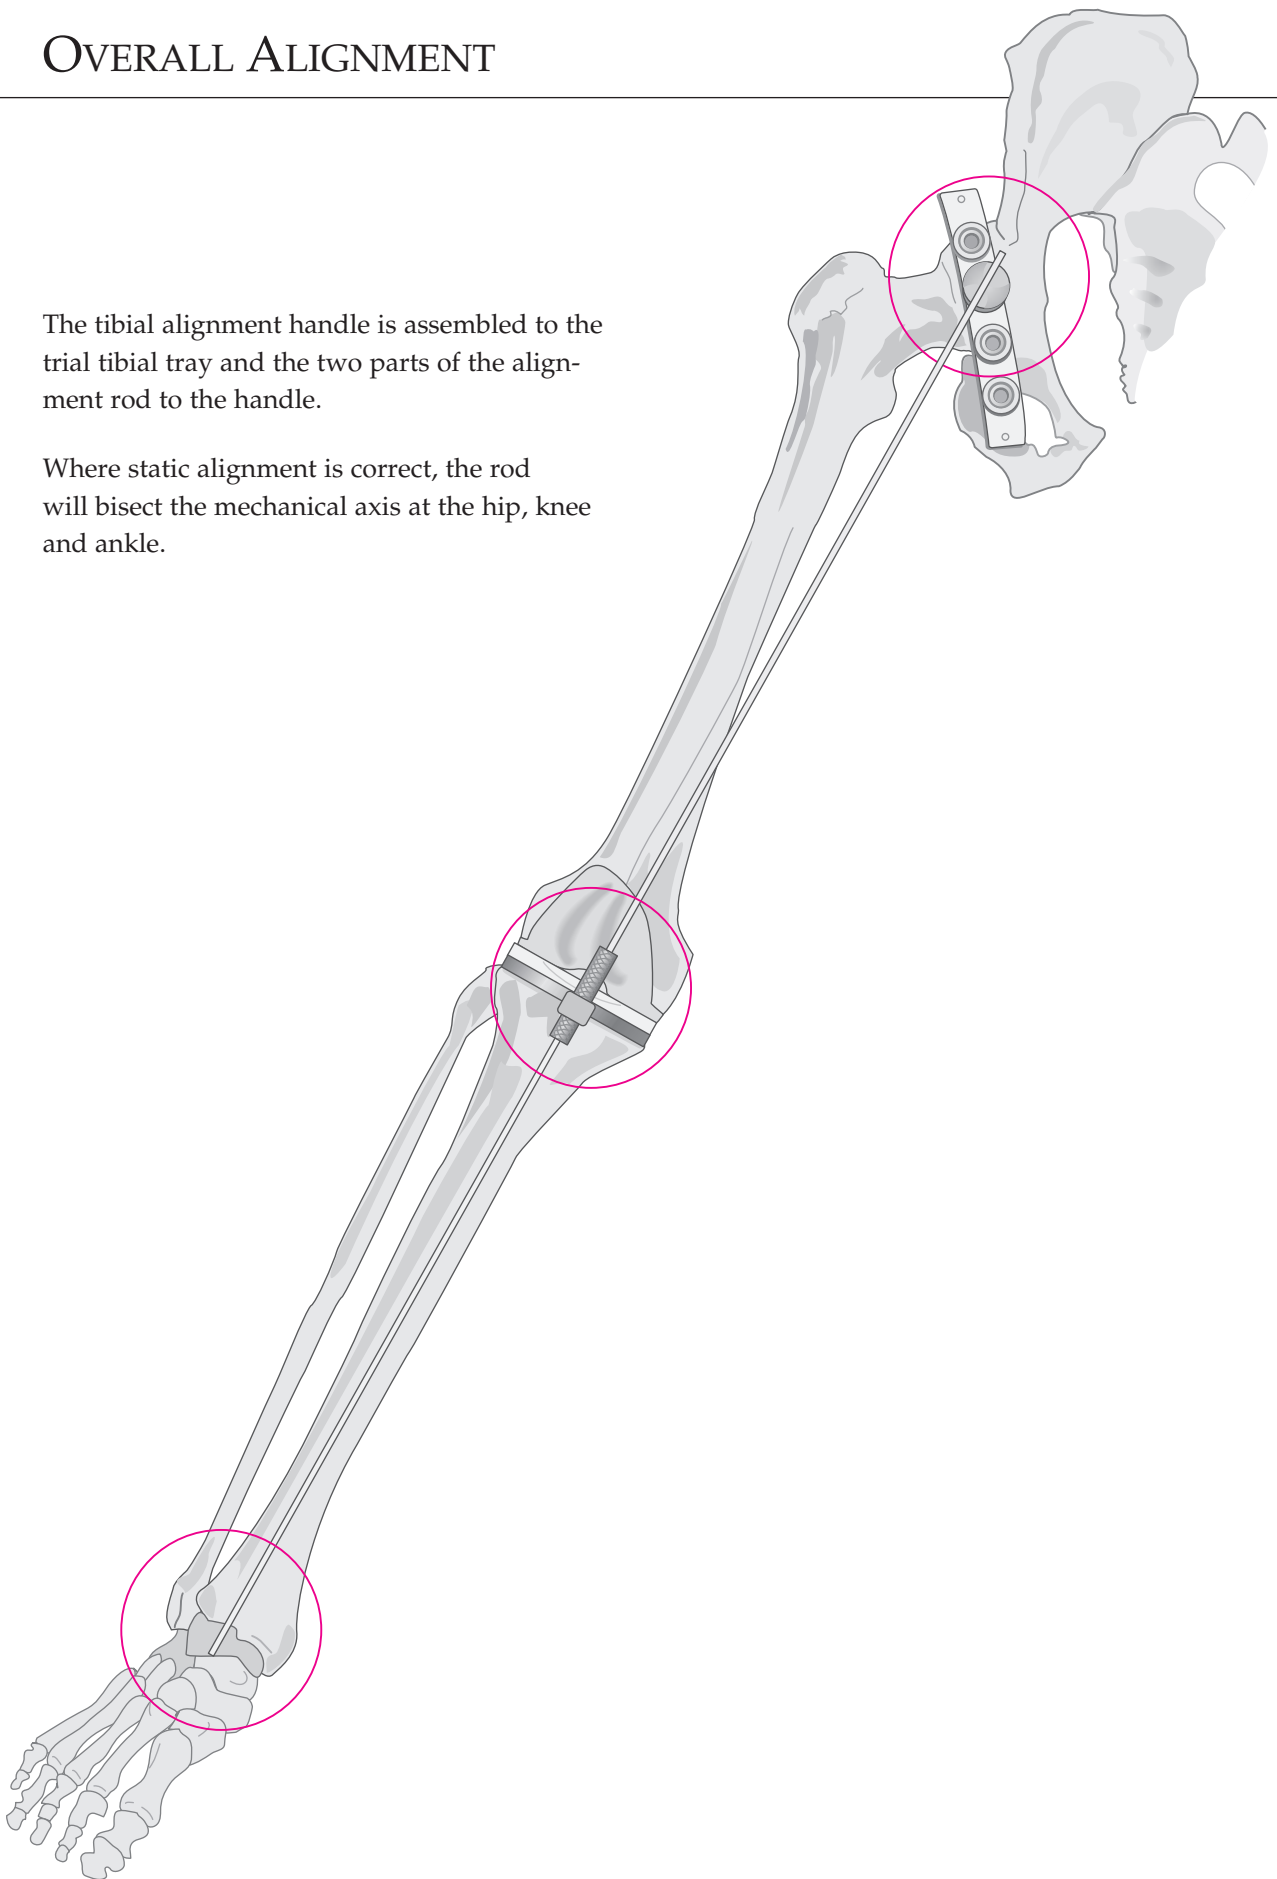 OVERALL ALIGNMENT
The tibial alignment handle is assembled to the
trial tibial tray and the two parts of the align-
ment rod to the handle.
Where static alignment is correct, the rod
will bisect the mechanical axis at the hip, knee
and ankle.